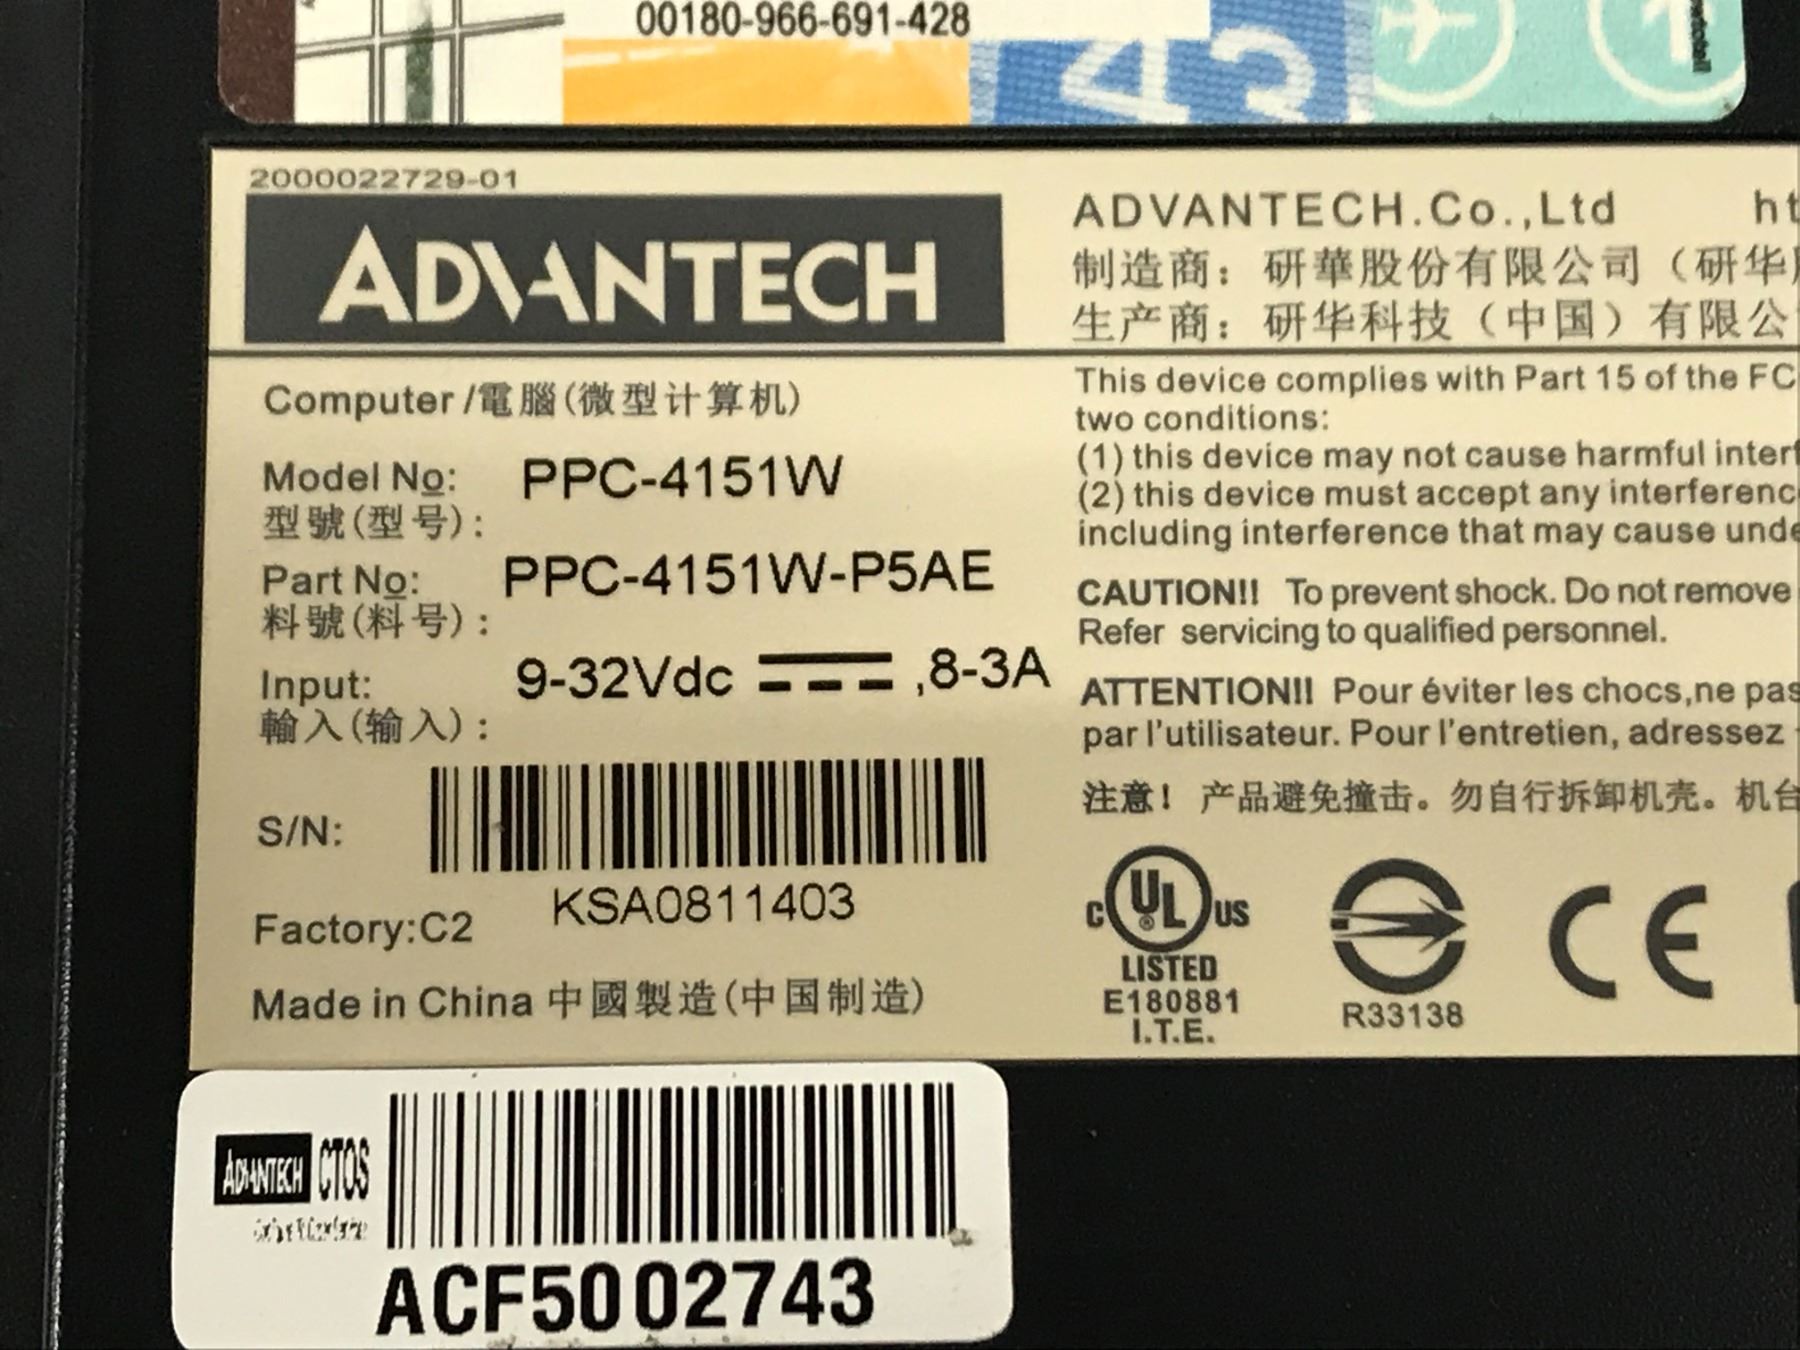 00180-966-691-428
43
2000022729-01
ADVANTECH
ADVANTECH.Co.,Ltd
制造商：研華股份有限公司（研华
生产商：研华科技（中国）有限公
Computer /電腦(微型计算机)
Model No:
型號(型号)：
PPC-4151W
Part No:
料號(料号)：
PPC-4151W-P5AE
Input:
輸入(输入)：
9-32Vdc ,8-3A
S/N:
KSA0811403
Factory:C2
Made in China 中國製造(中国制造)
This device complies with Part 15 of the FC
two conditions:
(1) this device may not cause harmful interf
(2) this device must accept any interferenc
including interference that may cause unde
CAUTION!! To prevent shock. Do not remove
Refer servicing to qualified personnel.
ATTENTION!! Pour éviter les chocs,ne pas
par l'utilisateur. Pour l'entretien, adressez
注意！产品避免撞击。勿自行拆卸机壳。机台
C UL ® US
LISTED
E180881
I.T.E.
R33138
CE
ADVANTECH CTOS
ACF5002743